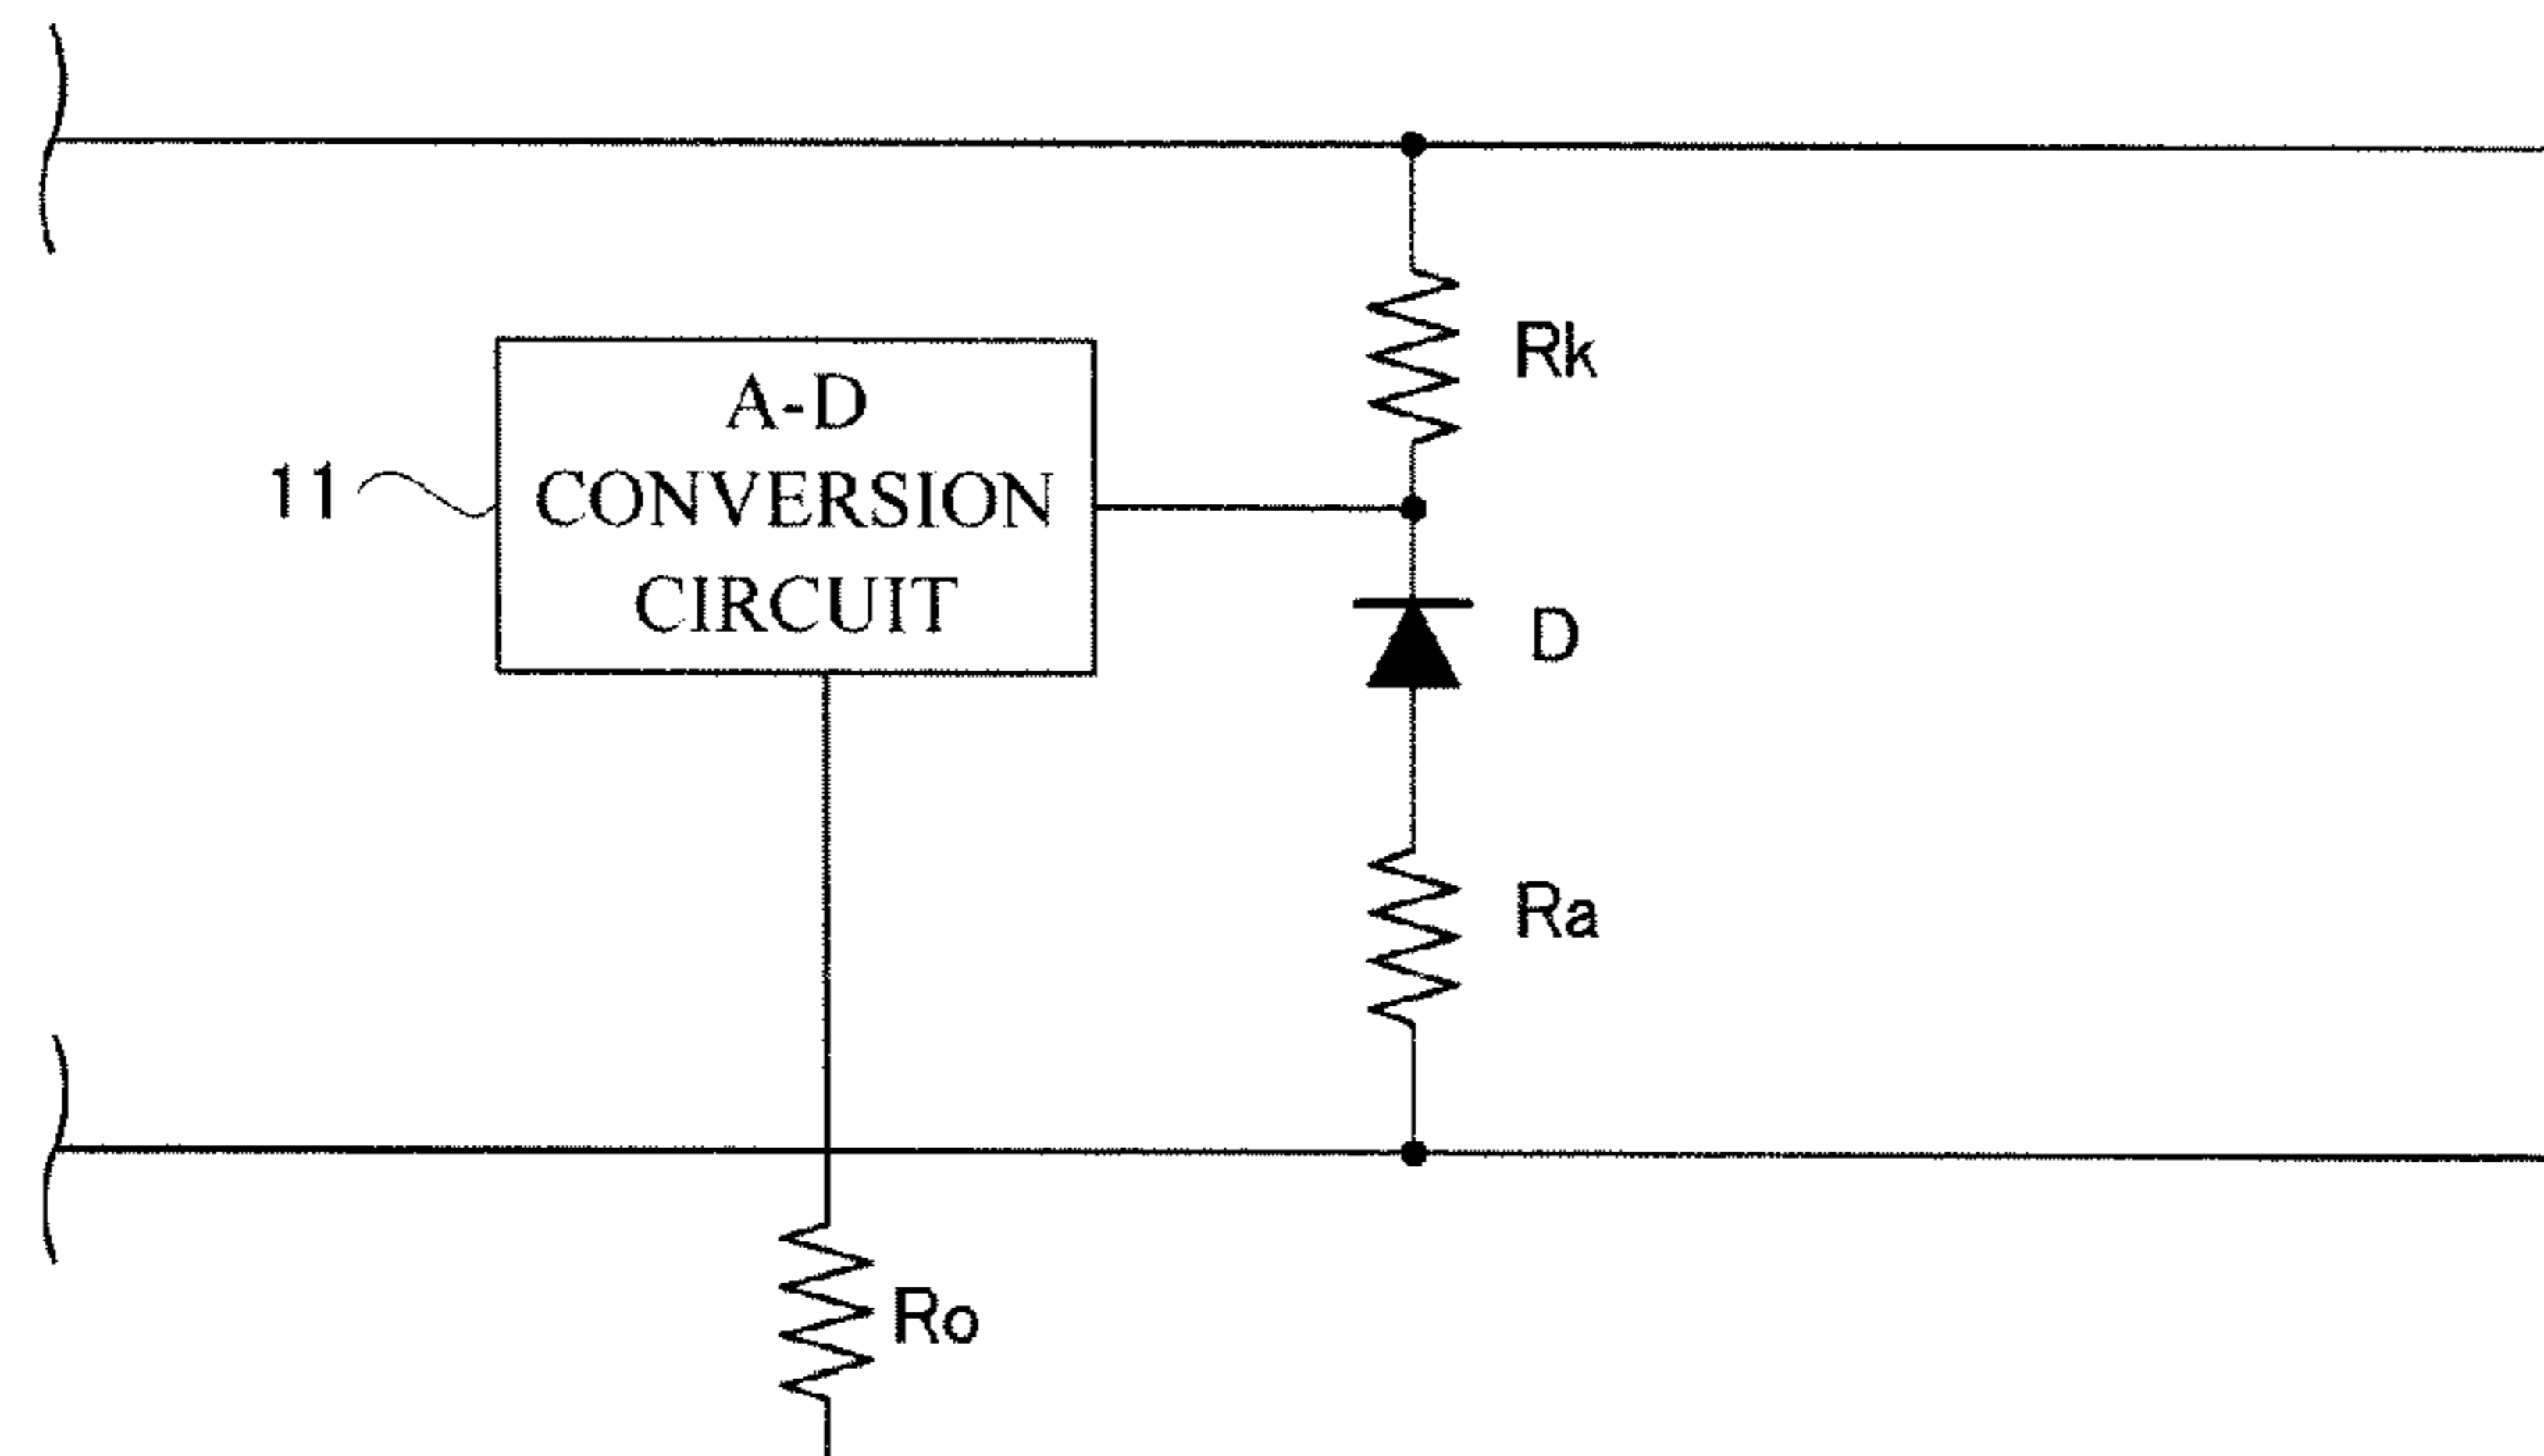 Rk
A-D
CONVERSION
CIRCUIT
11
D
Ra
Ro